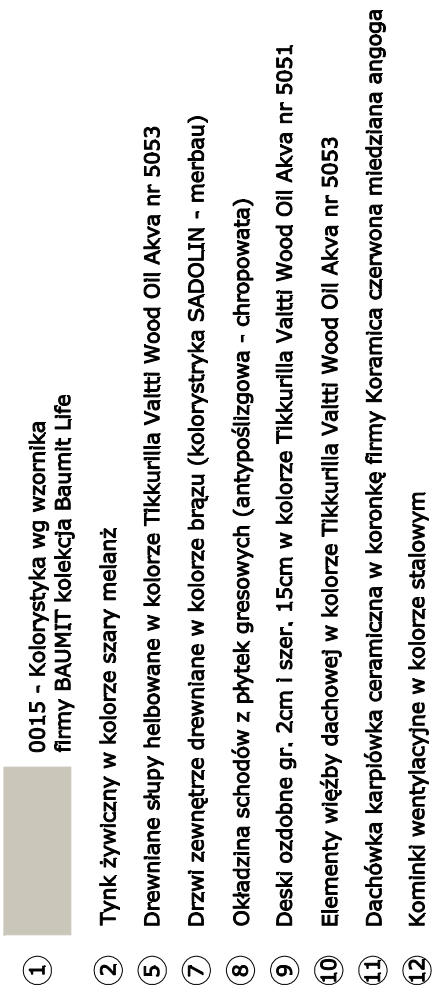 1 0015 - Kolorystyka wg wzornika
firmy BAUMIT kolekcja Baumit Life
2 Tynk żywiczny w kolorze szary melanż
5 Drewniane słupy helbowane w kolorze Tikkurilla Valtti Wood Oil Akva nr 5053
7 Drzwi zewnętrze drewniane w kolorze brązu (kolorystryka SADOLIN - merbau)
8 Okładzina schodów z płytek gresowych (antypoślizgowa - chropowata)
9 Deski ozdobne gr. 2cm i szer. 15cm w kolorze Tikkurilla Valtti Wood Oil Akva nr 5051
10 Elementy więźby dachowej w kolorze Tikkurilla Valtti Wood Oil Akva nr 5053
11 Dachówka karpiówka ceramiczna w koronkę firmy Koramica czerwona miedziana angoga
12 Kominki wentylacyjne w kolorze stalowym